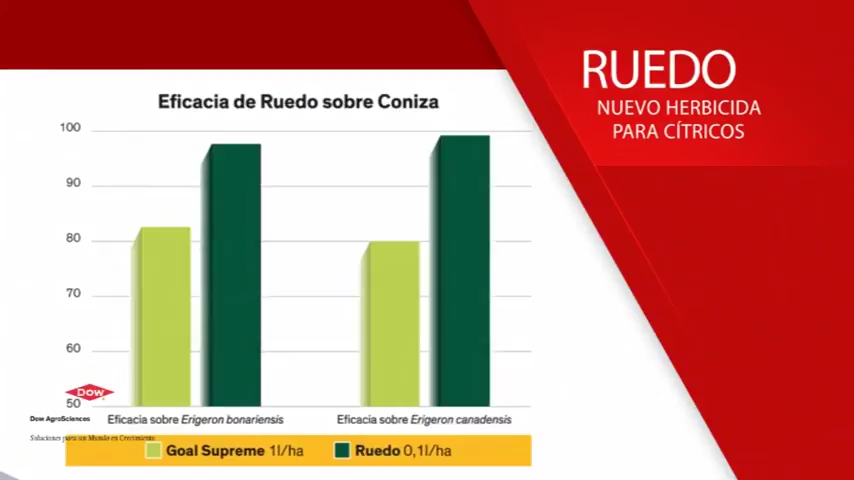 RUEDO
NUEVO HERBICIDA
PARA CÍTRICOS
Eficacia de Ruedo sobre Coniza
100
90
80
70
60
50
Eficacia sobre Erigeron bonariensis
Eficacia sobre Erigeron canadensis
Goal Supreme 1l/ha
Ruedo 0,1l/ha
Dow
Dow AgroSciences
Soluciones para un Mundo en Crecimiento